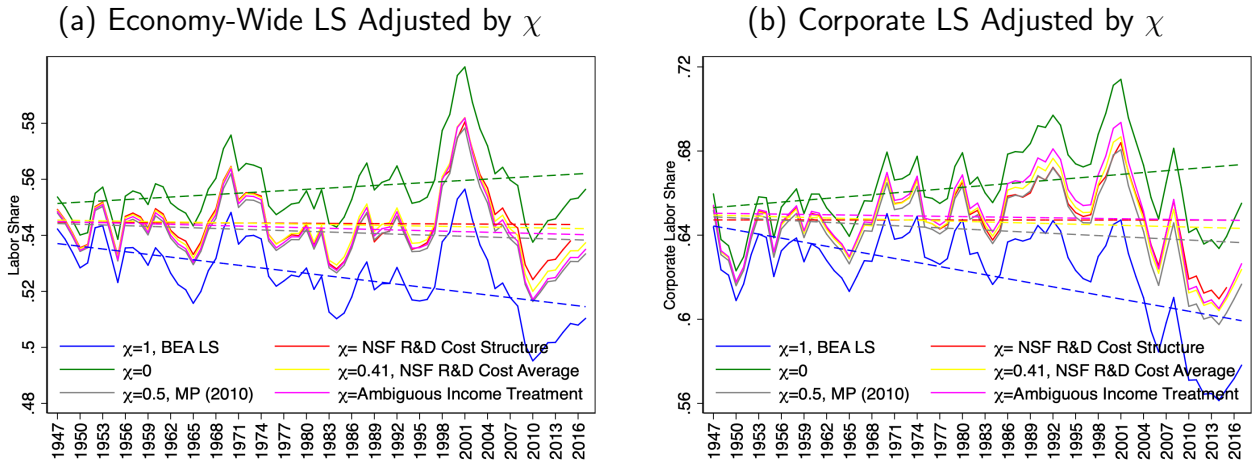 (a) Economy-Wide LS Adjusted by χ
Labor Share
.58
.56
.54
.52
.5
.48
χ=1, BEA LS
χ=0
χ=0.5, MP (2010)
χ= NSF R&D Cost Structure
χ=0.41, NSF R&D Cost Average
χ=Ambiguous Income Treatment
1947 1950 1953 1956 1959 1962 1965 1968 1971 1974 1977 1980 1983 1986 1989 1992 1995 1998 2001 2004 2007 2010 2013 2016
(b) Corporate LS Adjusted by χ
Corporate Labor Share
.72
.68
.64
.6
.56
χ=1, BEA LS
χ=0
χ=0.5, MP (2010)
χ= NSF R&D Cost Structure
χ=0.41, NSF R&D Cost Average
χ=Ambiguous Income Treatment
1947 1950 1953 1956 1959 1962 1965 1968 1971 1974 1977 1980 1983 1986 1989 1992 1995 1998 2001 2004 2007 2010 2013 2016